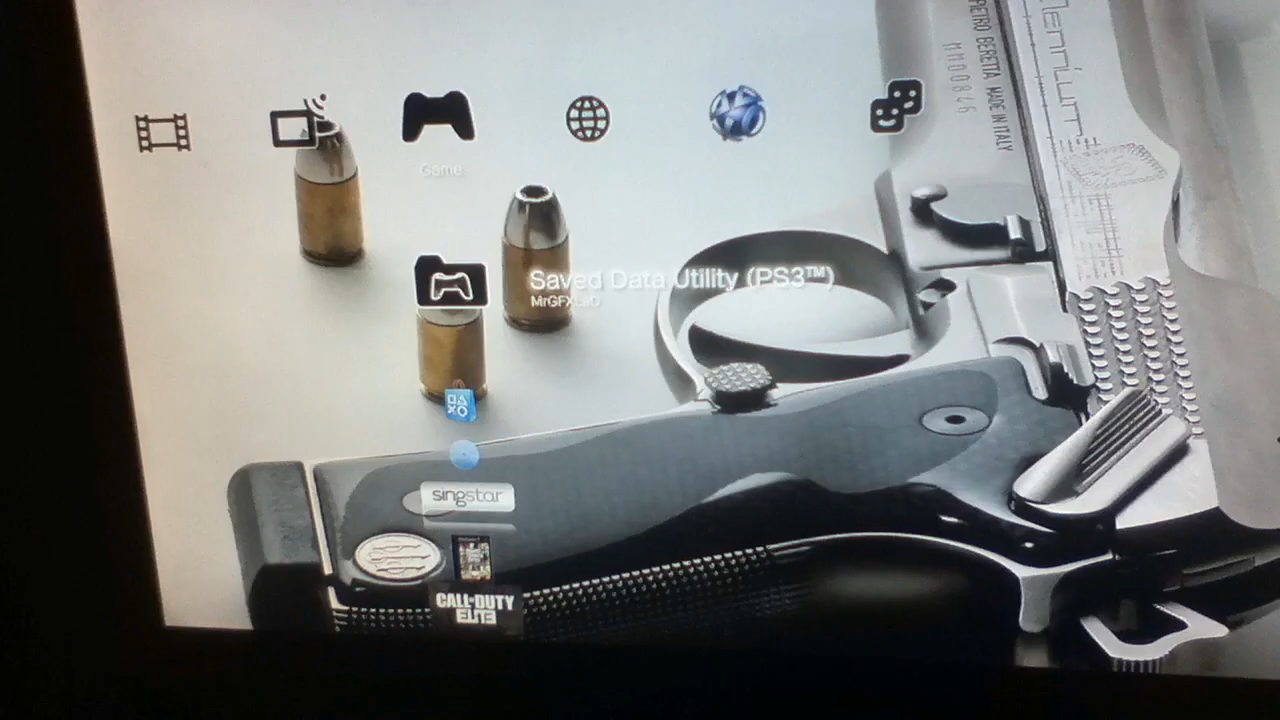 PIETRO BERETTA MADE IN ITALY
Game
Saved Data Utility (PS3™)
singstar
CALL OF DUTY
ELITE